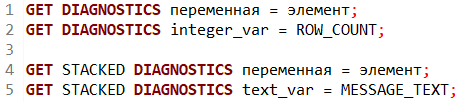 1 GET DIAGNOSTICS переменная = элемент;
2 GET DIAGNOSTICS integer_var = ROW_COUNT;
3
4 GET STACKED DIAGNOSTICS переменная = элемент;
5 GET STACKED DIAGNOSTICS text_var = MESSAGE_TEXT;